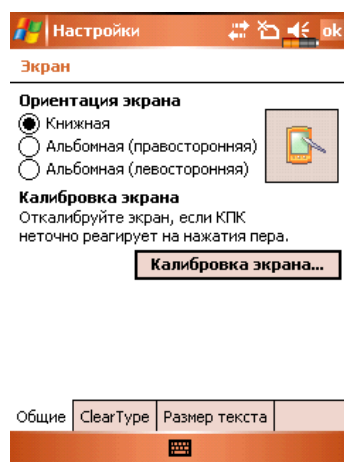 Настройки
ok
Экран
Ориентация экрана
Книжная
Альбомная (правосторонняя)
Альбомная (левосторонняя)
Калибровка экрана
Откалибруйте экран, если КПК
неточно реагирует на нажатия пера.
Калибровка экрана...
Общие ClearType Размер текста